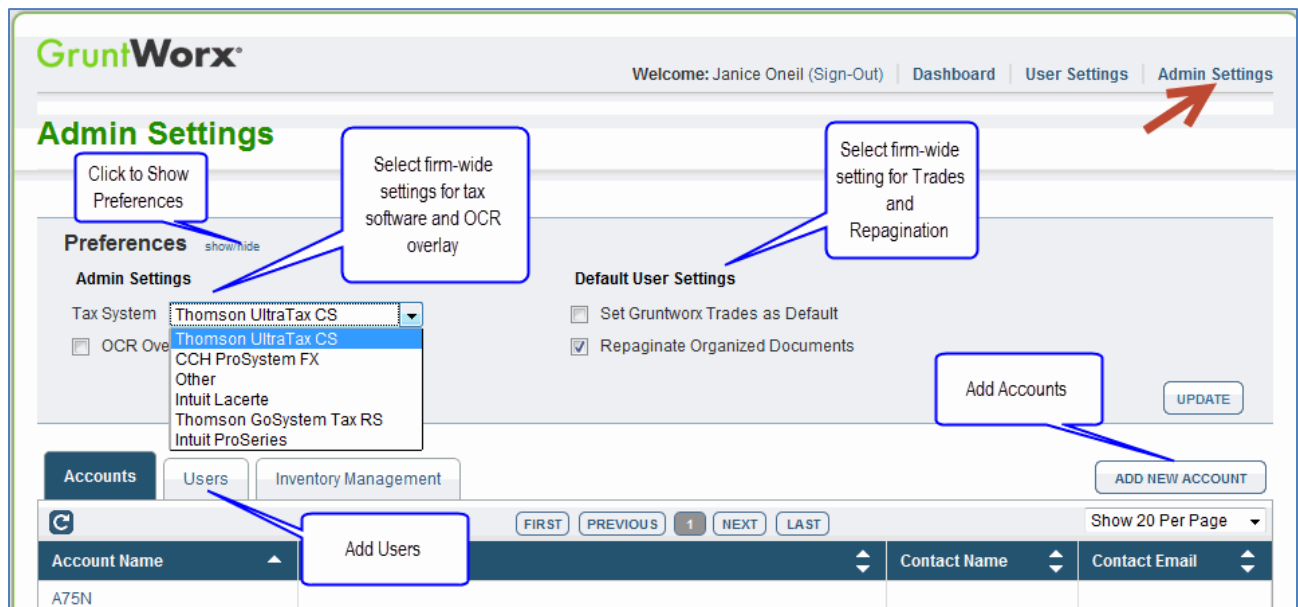 GruntWorx
Welcome: Janice Oneil (Sign-Out) | Dashboard | User Settings | Admin Settings
Admin Settings
Click to Show
Preferences
Select firm-wide
settings for tax
software and OCR
overlay
Select firm-wide
setting for Trades
and
Repagination
Preferences show/hide
Admin Settings
Default User Settings
Tax System Thomson UltraTax CS
Set Gruntworx Trades as Default
Thomson UltraTax CS
OCR Ove
Repaginate Organized Documents
CCH ProSystem FX
Other
Intuit Lacerte
Thomson GoSystem Tax RS
Intuit ProSeries
Add Accounts
UPDATE
Accounts Users Inventory Management
ADD NEW ACCOUNT
FIRST PREVIOUS 1 NEXT LAST
Show 20 Per Page
Add Users
Account Name Contact Name Contact Email
A75N